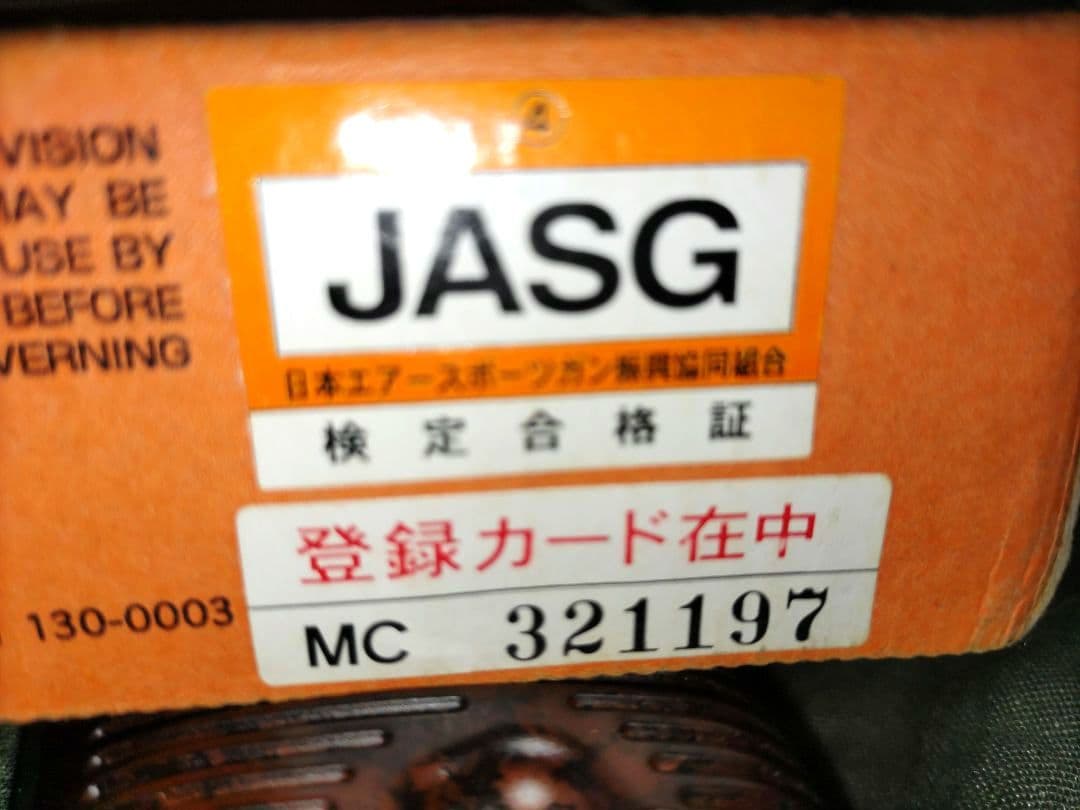 VISION
MAY BE
USE BY
BEFORE
VERNING
JASG
日本エアースポーツガン振興協同組合
検定合格証
登録カード在中
130-0003
MC 321197